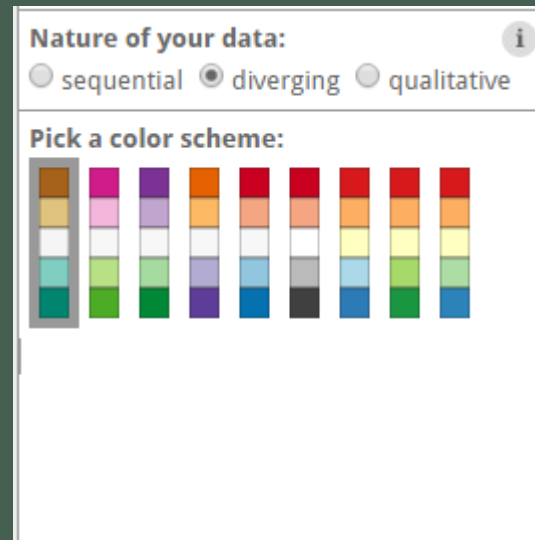 Nature of your data:
i
sequential diverging qualitative
Pick a color scheme: